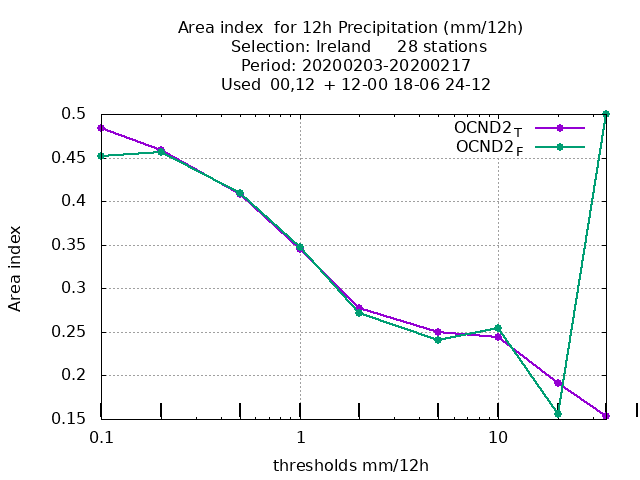 Area index  for 12h Precipitation (mm/12h)
Selection: Ireland     28 stations
Period: 20200203-20200217
Used  00,12  + 12-00 18-06 24-12
OCND2_T
OCND2_F
0.5
0.45
0.4
0.35
0.3
0.25
0.2
0.15
Area index
0.1 1 10
thresholds mm/12h